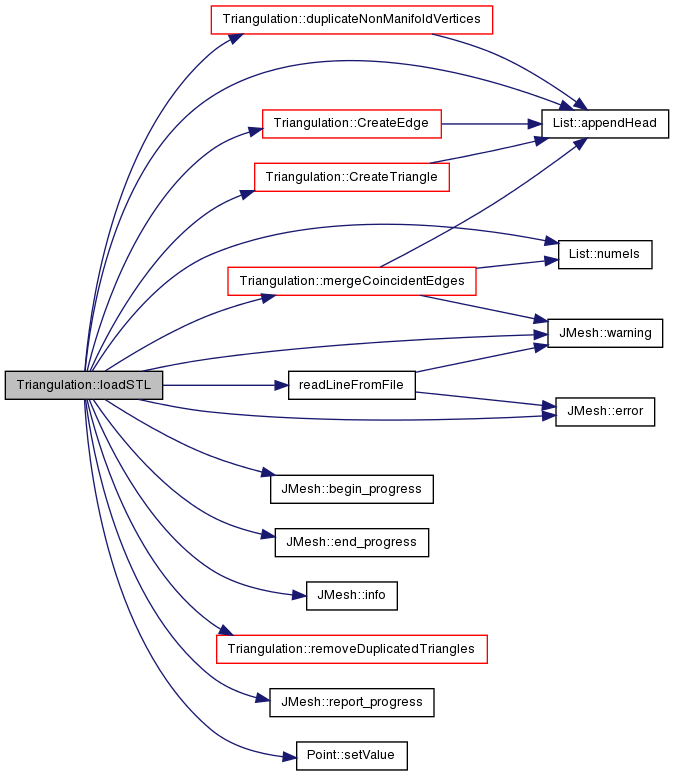 Triangulation::duplicateNonManifoldVertices
List::appendHead
Triangulation::CreateEdge
Triangulation::CreateTriangle
List::numels
Triangulation::mergeCoincidentEdges
JMesh::warning
Triangulation::loadSTL
readLineFromFile
JMesh::error
JMesh::begin_progress
JMesh::end_progress
JMesh::info
Triangulation::removeDuplicatedTriangles
JMesh::report_progress
Point::setValue